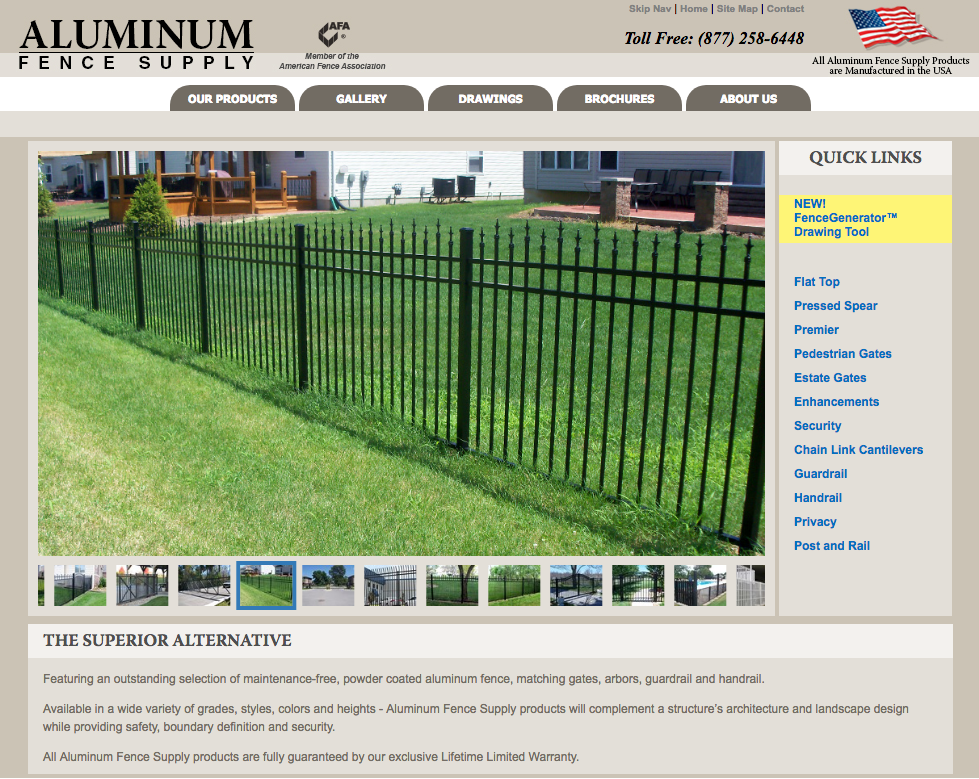 Skip Nav | Home | Site Map | Contact
ALUMINUM
FENCE SUPPLY
AFA
®
Member of the
American Fence Association
Toll Free: (877) 258-6448
All Aluminum Fence Supply Products
are Manufactured in the USA
OUR PRODUCTS
GALLERY
DRAWINGS
BROCHURES
ABOUT US
QUICK LINKS
NEW!
FenceGenerator™
Drawing Tool
Flat Top
Pressed Spear
Premier
Pedestrian Gates
Estate Gates
Enhancements
Security
Chain Link Cantilevers
Guardrail
Handrail
Privacy
Post and Rail
THE SUPERIOR ALTERNATIVE
Featuring an outstanding selection of maintenance-free, powder coated aluminum fence, matching gates, arbors, guardrail and handrail.
Available in a wide variety of grades, styles, colors and heights - Aluminum Fence Supply products will complement a structure's architecture and landscape design
while providing safety, boundary definition and security.
All Aluminum Fence Supply products are fully guaranteed by our exclusive Lifetime Limited Warranty.